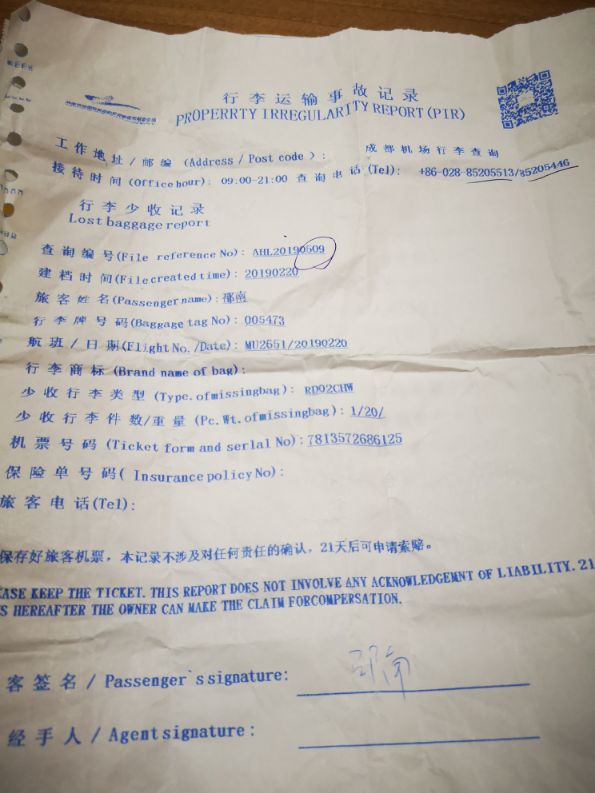 行李运输事故记录
PROPERRTY IRREGULARITY REPORT (PIR)
工作地址/邮编 (Address / Post code): 成都机场行李查询
接待时间 (Office hour): 09:00-21:00 查询电话 (Tel): +86-028-85205513/85205446
行李少收记录
Lost baggage report
查询编号(File reference No): AHL20190509
建档时间(File created time): 20190220
旅客姓名(Passenger name): 邵南
行李牌号码(Baggage tag No): 005473
航班/日期(Flight No./Date): MU2651/20190220
行李商标 (Brand name of bag):
少收行李类型 (Type. of missing bag): RD02CHW
少收行李件数/重量 (Pc. Wt. of missing bag): 1/20/
机票号码 (Ticket form and serlal No): 7813572686125
保险单号码( Insurance policy No):
旅客电话(Tel):
保存好旅客机票，本记录不涉及对任何责任的确认，21天后可申请索赔。
EASE KEEP THE TICKET. THIS REPORT DOES NOT INVOLVE ANY ACKNOWLEDGEMNT OF LIABILITY. 21
S HEREAFTER THE OWNER CAN MAKE THE CLAIM FORCOMPERSATION.
客签名 / Passenger`s signature: 邵南
经手人 / Agent signature: